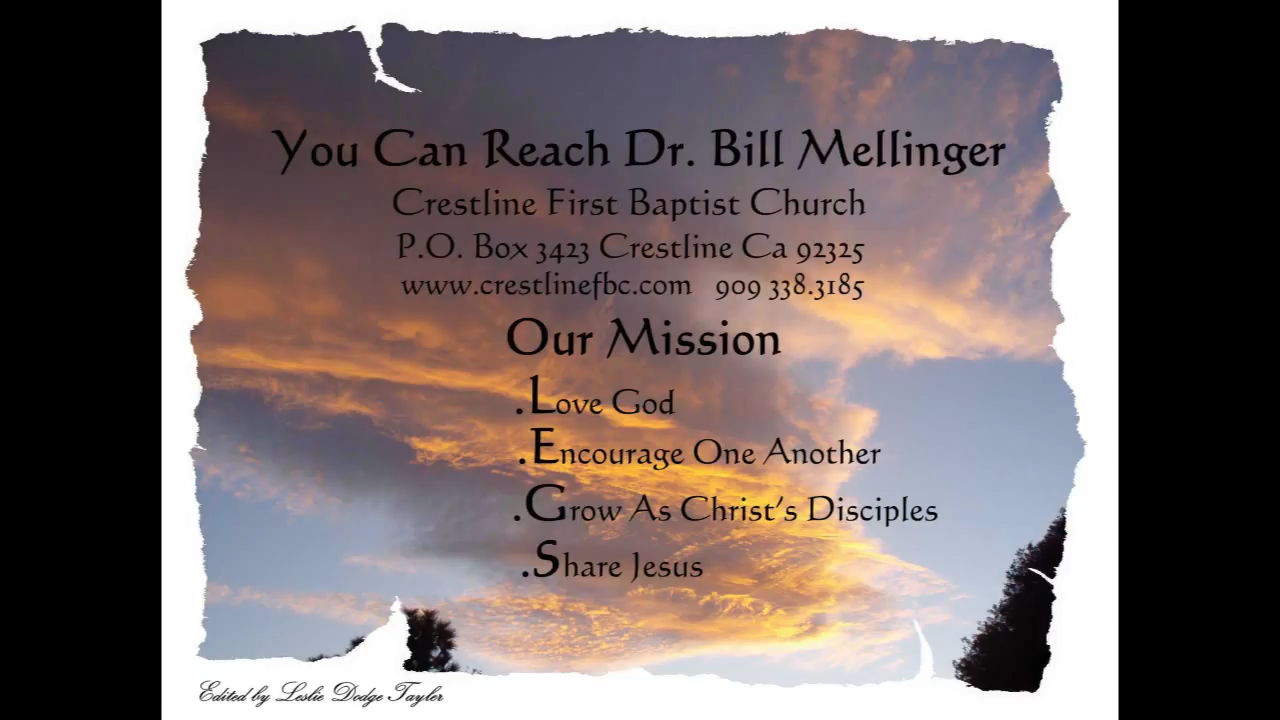 You Can Reach Dr. Bill Mellinger
Crestline First Baptist Church
P.O. Box 3423 Crestline Ca 92325
www.crestlinefbc.com 909 338.3185
Our Mission
.Love God
.Encourage One Another
.Grow As Christ's Disciples
.Share Jesus
Edited by Leslie Dodge Tayler